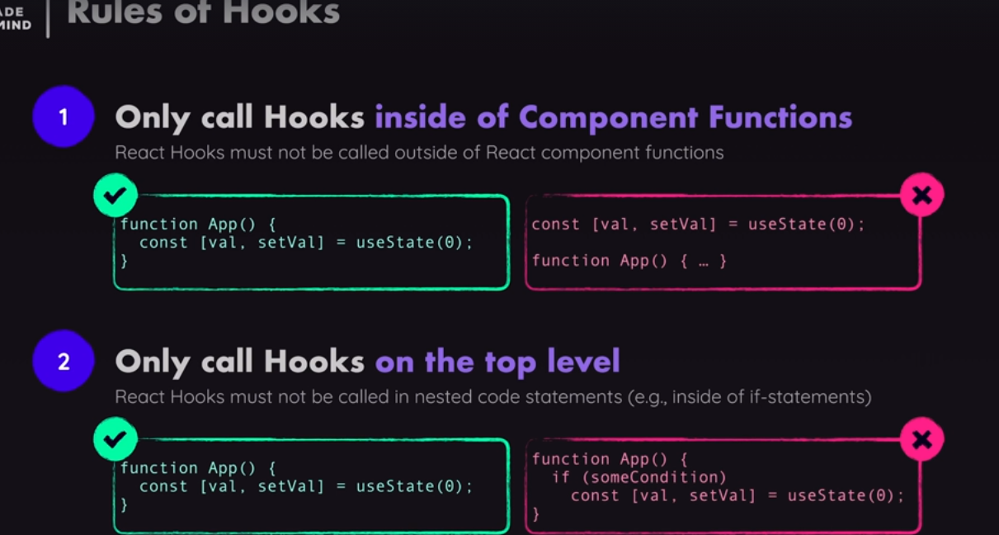 Rules of Hooks
1
Only call Hooks inside of Component Functions
React Hooks must not be called outside of React component functions
function App() {
  const [val, setVal] = useState(0);
}
const [val, setVal] = useState(0);
function App() { … }
2
Only call Hooks on the top level
React Hooks must not be called in nested code statements (e.g., inside of if-statements)
function App() {
  const [val, setVal] = useState(0);
}
function App() {
  if (someCondition)
    const [val, setVal] = useState(0);
}